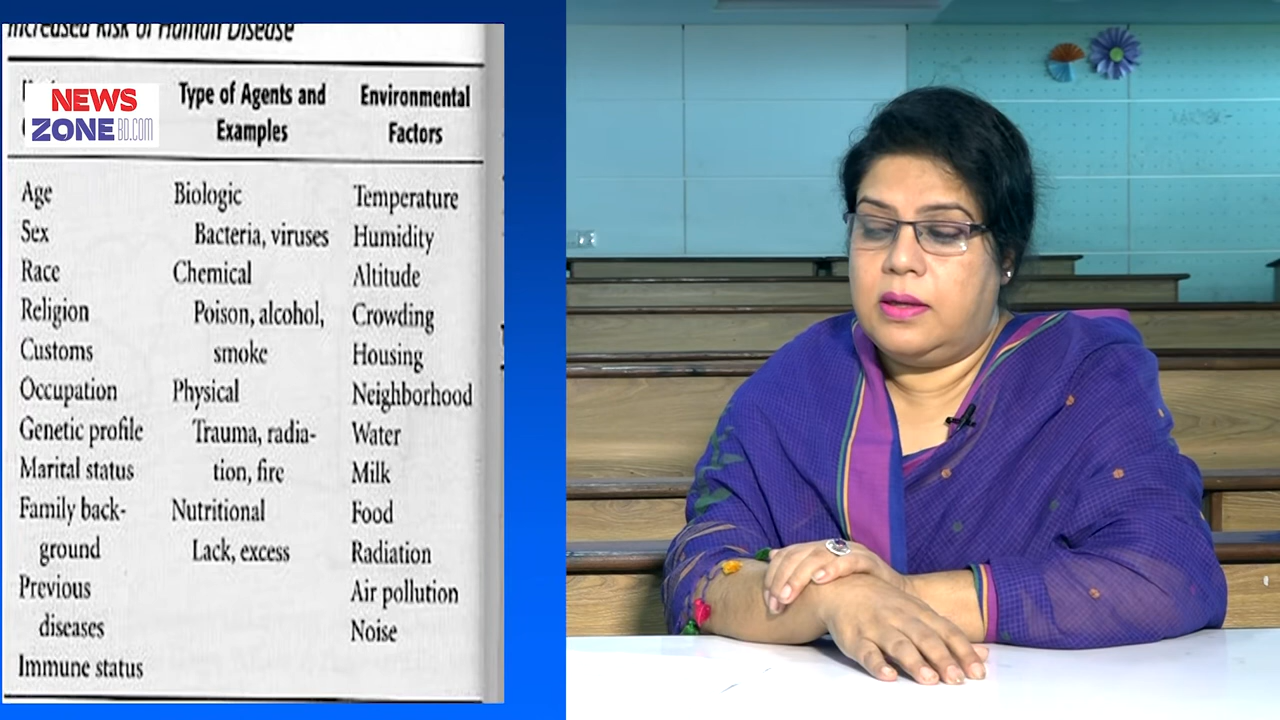 Increased Risk of Human Disease
NEWS
ZONE BD.COM
Type of Agents and Examples
Environmental Factors
Age
Sex
Race
Religion
Customs
Occupation
Genetic profile
Marital status
Family back-
ground
Previous
diseases
Immune status
Biologic
Bacteria, viruses
Chemical
Poison, alcohol,
smoke
Physical
Trauma, radia-
tion, fire
Nutritional
Lack, excess
Temperature
Humidity
Altitude
Crowding
Housing
Neighborhood
Water
Milk
Food
Radiation
Air pollution
Noise